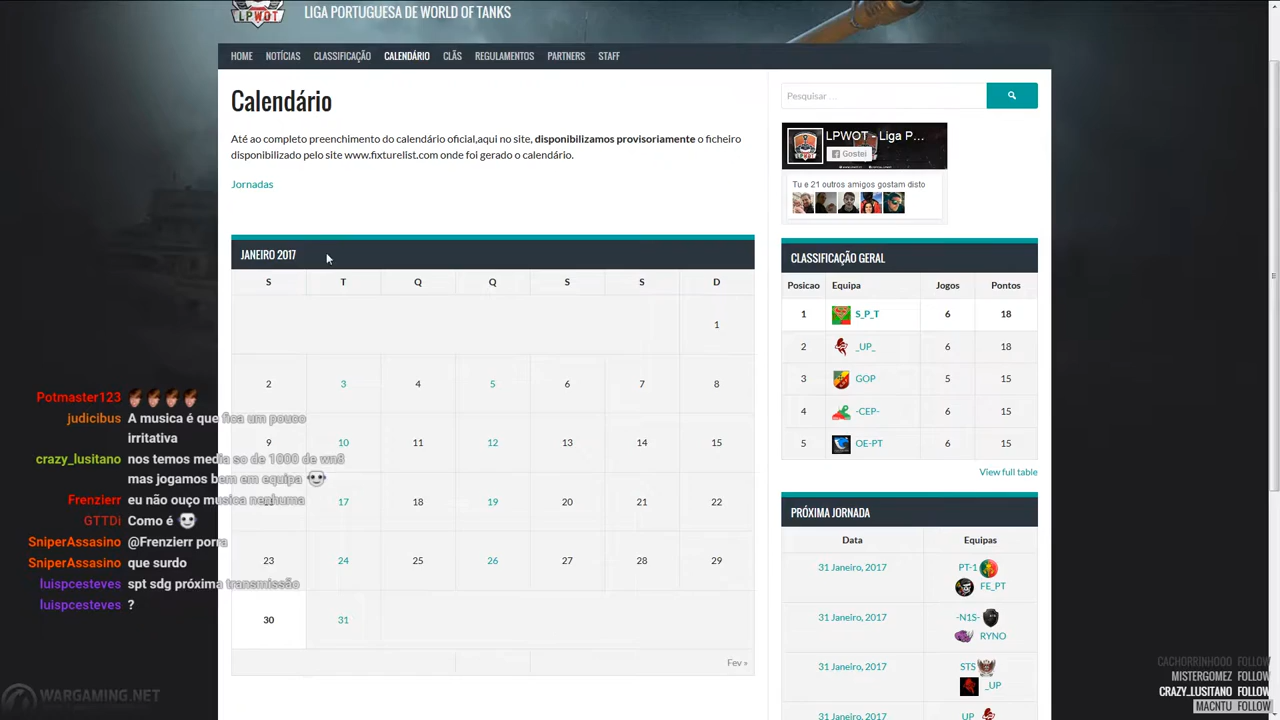 LPWOT
LIGA PORTUGUESA DE WORLD OF TANKS
HOME NOTÍCIAS CLASSIFICAÇÃO CALENDÁRIO CLÃS REGULAMENTOS PARTNERS STAFF
Calendário
Até ao completo preenchimento do calendário oficial,aqui no site, disponibilizamos provisoriamente o ficheiro
disponibilizado pelo site www.fixturelist.com onde foi gerado o calendário.
Jornadas
JANEIRO 2017
S T Q Q S S D
1
2 3 4 5 6 7 8
9 10 11 12 13 14 15
17 18 19 20 21 22
23 24 25 26 27 28 29
30 31
Fev »
Pesquisar ...
LPWOT - Liga P...
Gostei
Tu e 21 outros amigos gostam disto
CLASSIFICAÇÃO GERAL
Posicao Equipa Jogos Pontos
1 S_P_T 6 18
2 _UP_ 6 18
3 GOP 5 15
4 -CEP- 6 15
5 OE-PT 6 15
View full table
PRÓXIMA JORNADA
Data Equipas
31 Janeiro, 2017 PT-1
FE_PT
31 Janeiro, 2017 -N1S-
RYNO
31 Janeiro, 2017 STS
_UP
31 Janeiro, 2017 UP
Potmaster123
judicibus A musica é que fica um pouco
irritativa
crazy_lusitano nos temos media so de 1000 de wn8
mas jogamos bem em equipa
Frenzierr eu não ouço musica nenhuma
GTTDi Como é
SniperAssasino @Frenzierr porra
SniperAssasino que surdo
luispcesteves spt sdg próxima transmissão
luispcesteves ?
WARGAMING.NET
CACHORRINHOOO FOLLOW
MISTERGOMEZ FOLLOW
CRAZY_LUSITANO FOLLOW
MACNTU FOLLOW